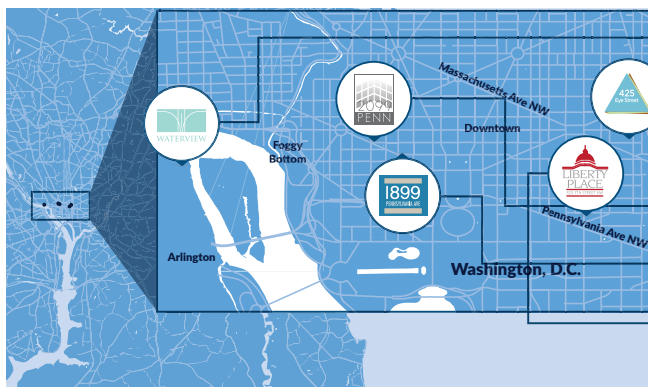 Massachusetts Ave NW
425
Eye Street
2099
PENN
WATERVIEW
Downtown
Foggy
Bottom
LIBERTY
PLACE
1899
PENNSYLVANIA AVE
Pennsylvania Ave NW
Arlington
Washington, D.C.